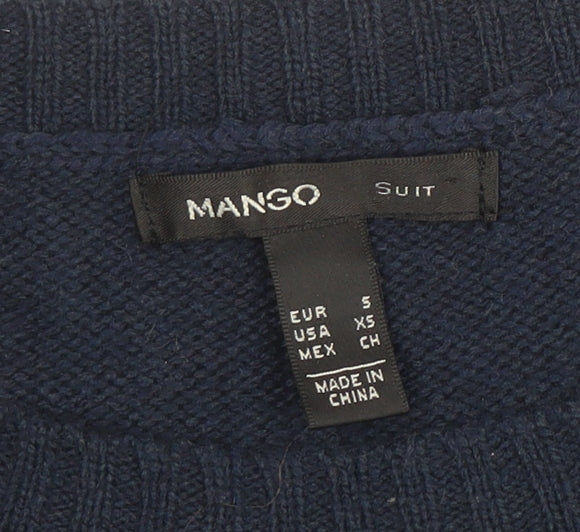 MANGO SUIT
EUR S
USA XS
MEX CH
MADE IN
CHINA